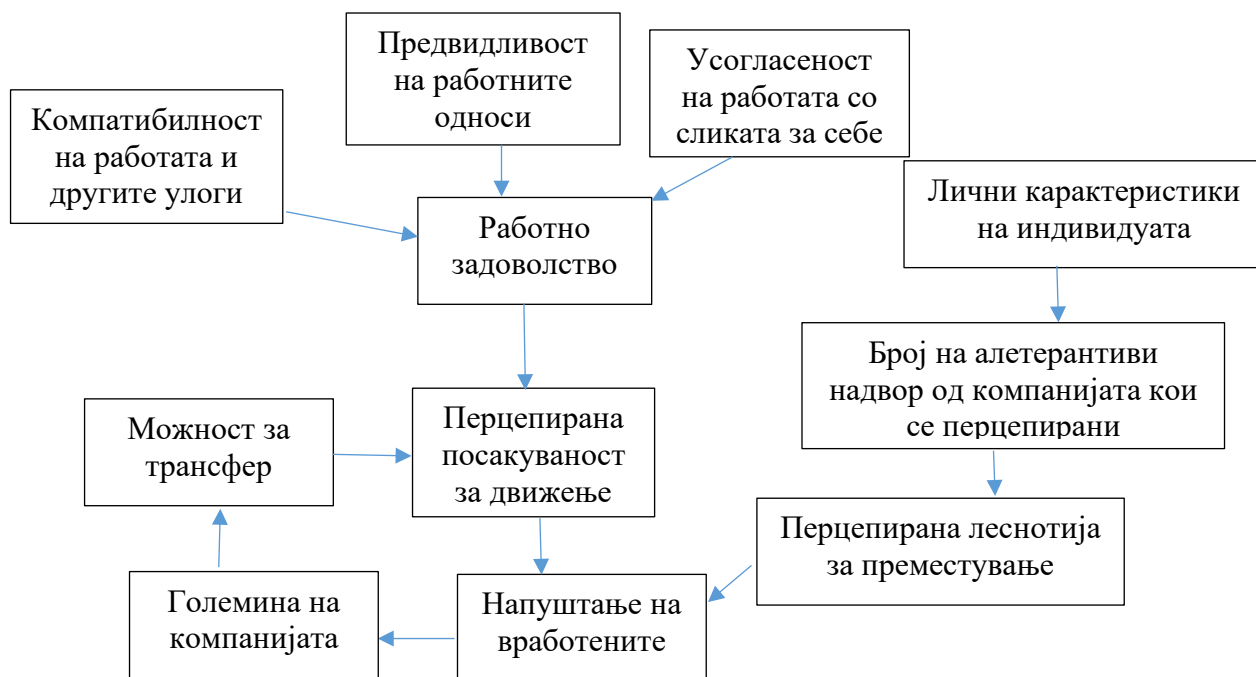 Предвидливост
на работните
односи
Усогласеност
на работата со
сликата за себе
Компатибилност
на работата и
другите улоги
Лични карактеристики
на индивидуата
Работно
задоволство
Број на алетерантиви
надвор од компанијата кои
се перцепирани
Можност за
трансфер
Перцепирана
посакуваност
за движење
Перцепирана леснотија
за преместување
Големина на
компанијата
Напуштање на
вработените